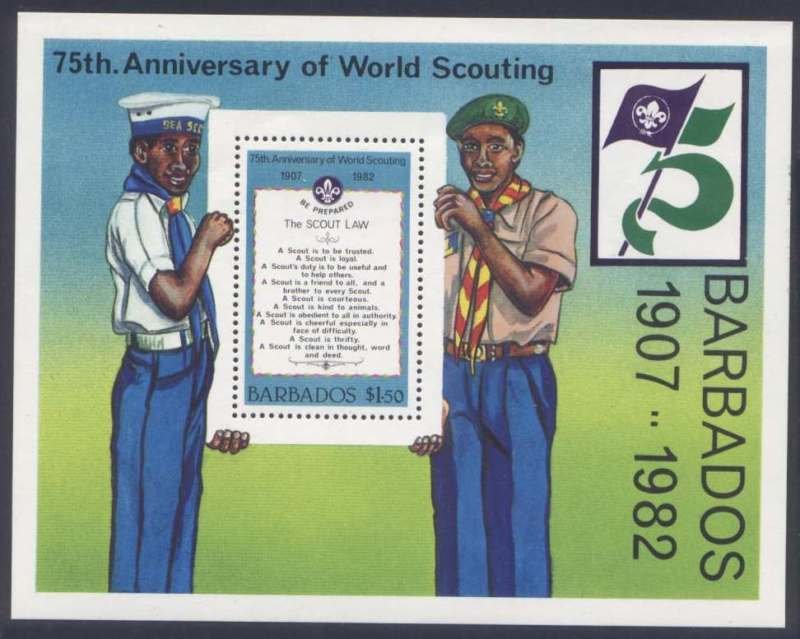 75th. Anniversary of World Scouting
SEA SCO
75th. Anniversary of World Scouting
1907 1982
BE PREPARED
The SCOUT LAW
A Scout is to be trusted.
A Scout is loyal.
A Scout's duty is to be useful and
to help others.
A Scout is a friend to all, and a
brother to every Scout.
A Scout is courteous.
A Scout is kind to animals.
A Scout is obedient to all in authority.
A Scout is cheerful especially in
face of difficulty.
A Scout is thrifty.
A Scout is clean in thought, word
and deed.
BARBADOS $1·50
75
BARBADOS
1907 .. 1982